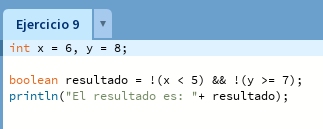 Ejercicio 9
int x = 6, y = 8;
boolean resultado = !(x < 5) && !(y >= 7);
println("El resultado es: "+ resultado);